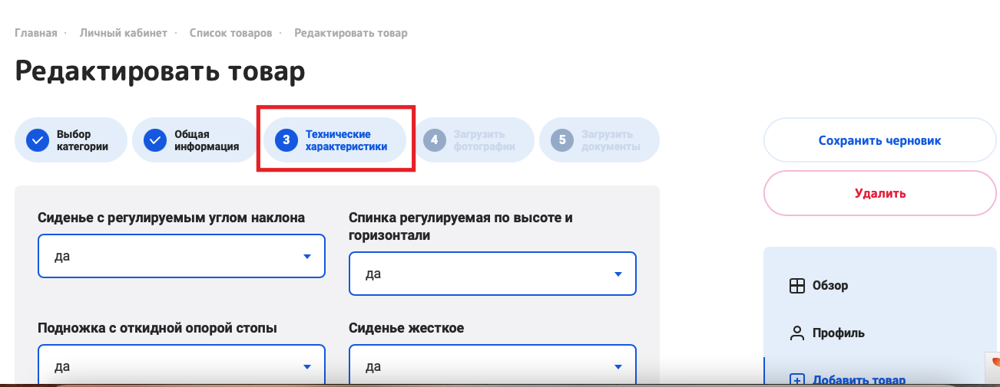 Главная · Личный кабинет · Список товаров · Редактировать товар
Редактировать товар
Выбор
категории
Общая
информация
3 Технические
характеристики
4 Загрузить
фотографии
5 Загрузить
документы
Сохранить черновик
Удалить
Сиденье с регулируемым углом наклона
да
Спинка регулируемая по высоте и
горизонтали
да
Подножка с откидной опорой стопы
да
Сиденье жесткое
да
Обзор
Профиль
Добавить товар